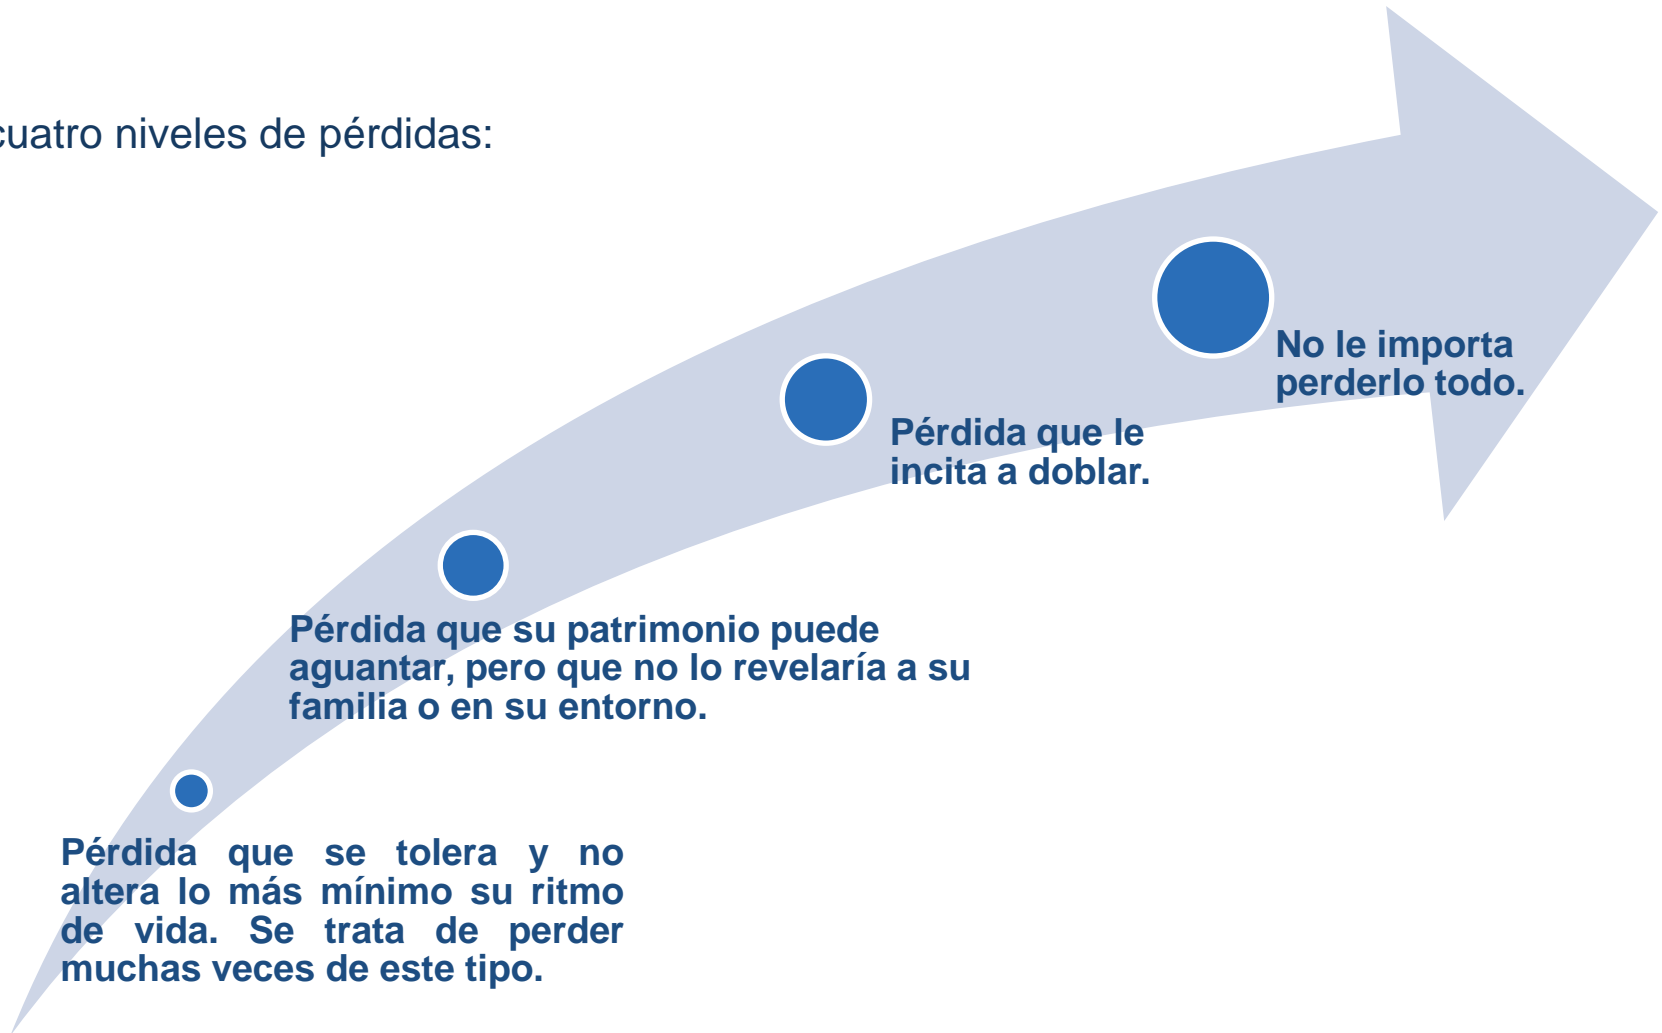 cuatro niveles de pérdidas:
No le importa
perderlo todo.
Pérdida que le
incita a doblar.
Pérdida que su patrimonio puede
aguantar, pero que no lo revelaría a su
familia o en su entorno.
Pérdida que se tolera y no
altera lo más mínimo su ritmo
de vida. Se trata de perder
muchas veces de este tipo.